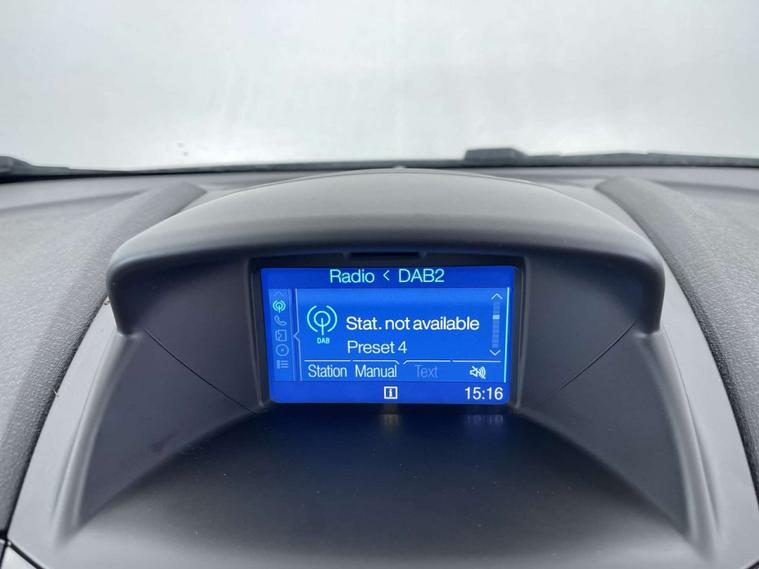 Radio < DAB2
DAB
Stat. not available
Preset 4
Station Manual Text
i 15:16